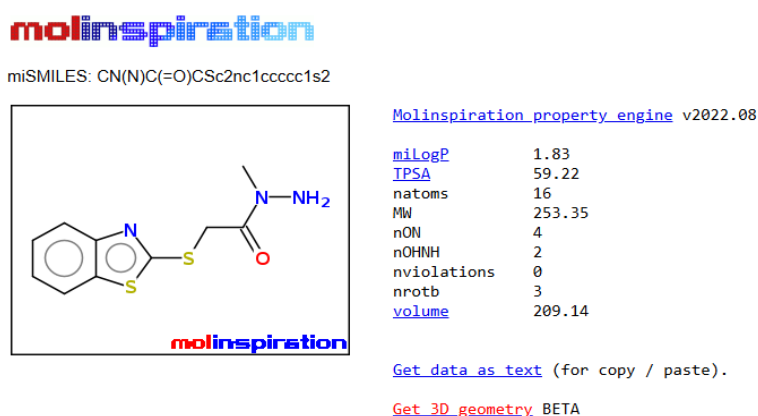 molinspiration
miSMILES: CN(N)C(=O)CSc2nc1ccccc1s2
Molinspiration property engine v2022.08
miLogP 1.83
TPSA 59.22
natoms 16
MW 253.35
nON 4
nOHNH 2
nviolations 0
nrotb 3
volume 209.14
N
N—NH2
S
O
S
molinspiration
Get data as text (for copy / paste).
Get 3D geometry BETA